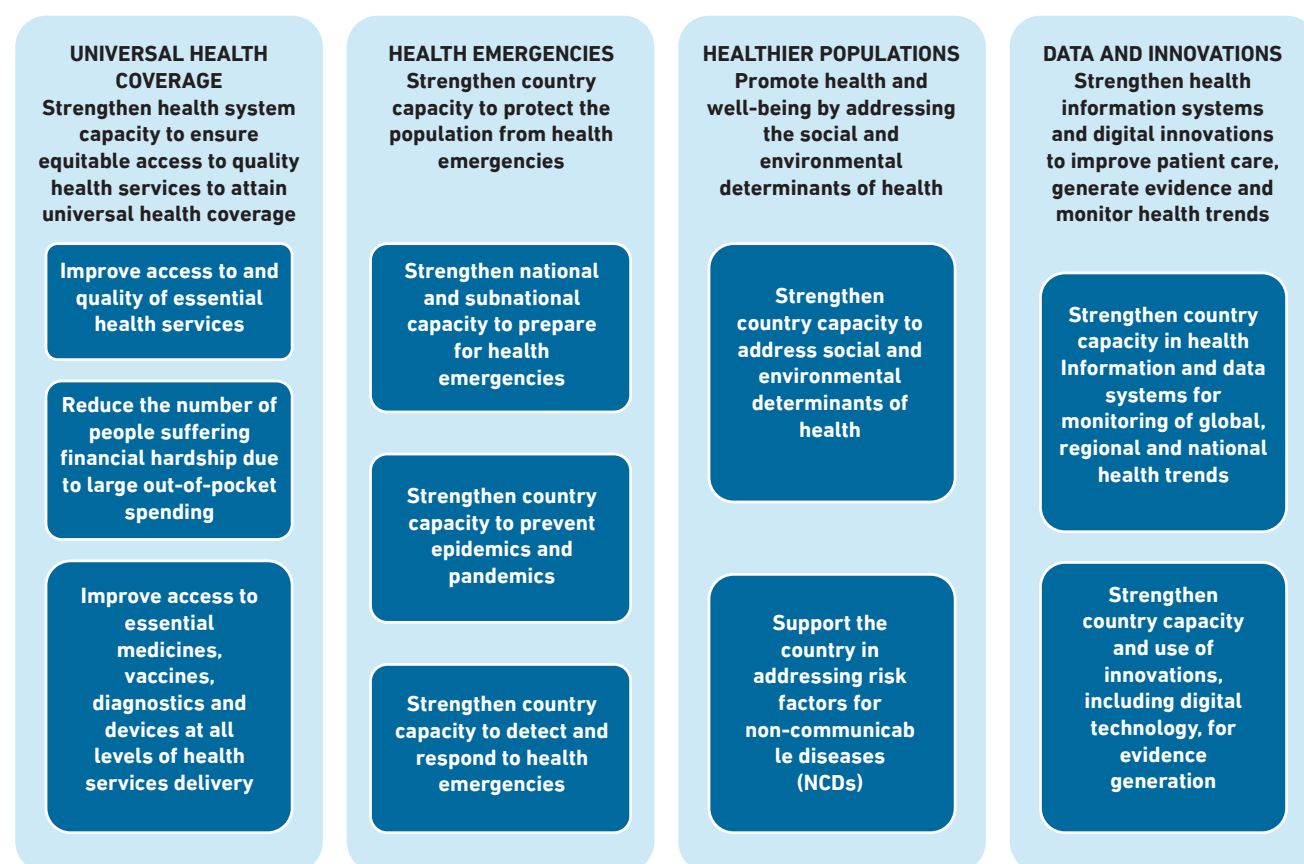 UNIVERSAL HEALTH
COVERAGE
Strengthen health system
capacity to ensure
equitable access to quality
health services to attain
universal health coverage
Improve access to and
quality of essential
health services
Reduce the number of
people suffering
financial hardship due
to large out-of-pocket
spending
Improve access to
essential
medicines,
vaccines,
diagnostics and
devices at all
levels of health
services delivery
HEALTH EMERGENCIES
Strengthen country
capacity to protect the
population from health
emergencies
Strengthen national
and subnational
capacity to prepare
for health
emergencies
Strengthen country
capacity to prevent
epidemics and
pandemics
Strengthen country
capacity to detect and
respond to health
emergencies
HEALTHIER POPULATIONS
Promote health and
well-being by addressing
the social and
environmental
determinants of health
Strengthen
country capacity to
address social and
environmental
determinants of
health
Support the
country in
addressing risk
factors for
non-communicab
le diseases
(NCDs)
DATA AND INNOVATIONS
Strengthen health
information systems
and digital innovations
to improve patient care,
generate evidence and
monitor health trends
Strengthen country
capacity in health
Information and data
systems for
monitoring of global,
regional and national
health trends
Strengthen
country capacity
and use of
innovations,
including digital
technology, for
evidence
generation